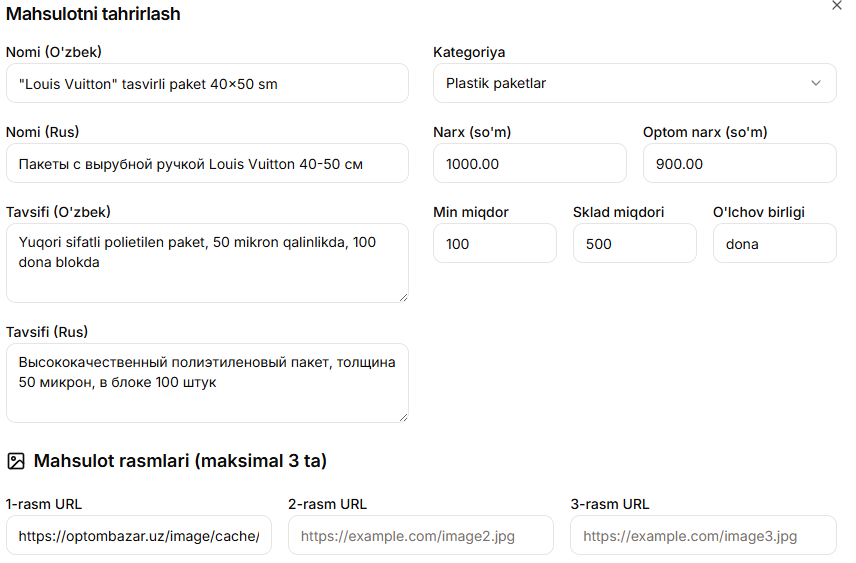 Mahsulotni tahrirlash
Nomi (O'zbek)
"Louis Vuitton" tasvirli paket 40×50 sm
Kategoriya
Plastik paketlar
Nomi (Rus)
Пакеты с вырубной ручкой Louis Vuitton 40-50 см
Narx (so'm)
1000.00
Optom narx (so'm)
900.00
Tavsifi (O'zbek)
Yuqori sifatli polietilen paket, 50 mikron qalinlikda, 100
dona blokda
Min miqdor
100
Sklad miqdori
500
O'lchov birligi
dona
Tavsifi (Rus)
Высококачественный полиэтиленовый пакет, толщина
50 микрон, в блоке 100 штук
Mahsulot rasmlari (maksimal 3 ta)
1-rasm URL
https://optombazar.uz/image/cache/
2-rasm URL
https://example.com/image2.jpg
3-rasm URL
https://example.com/image3.jpg